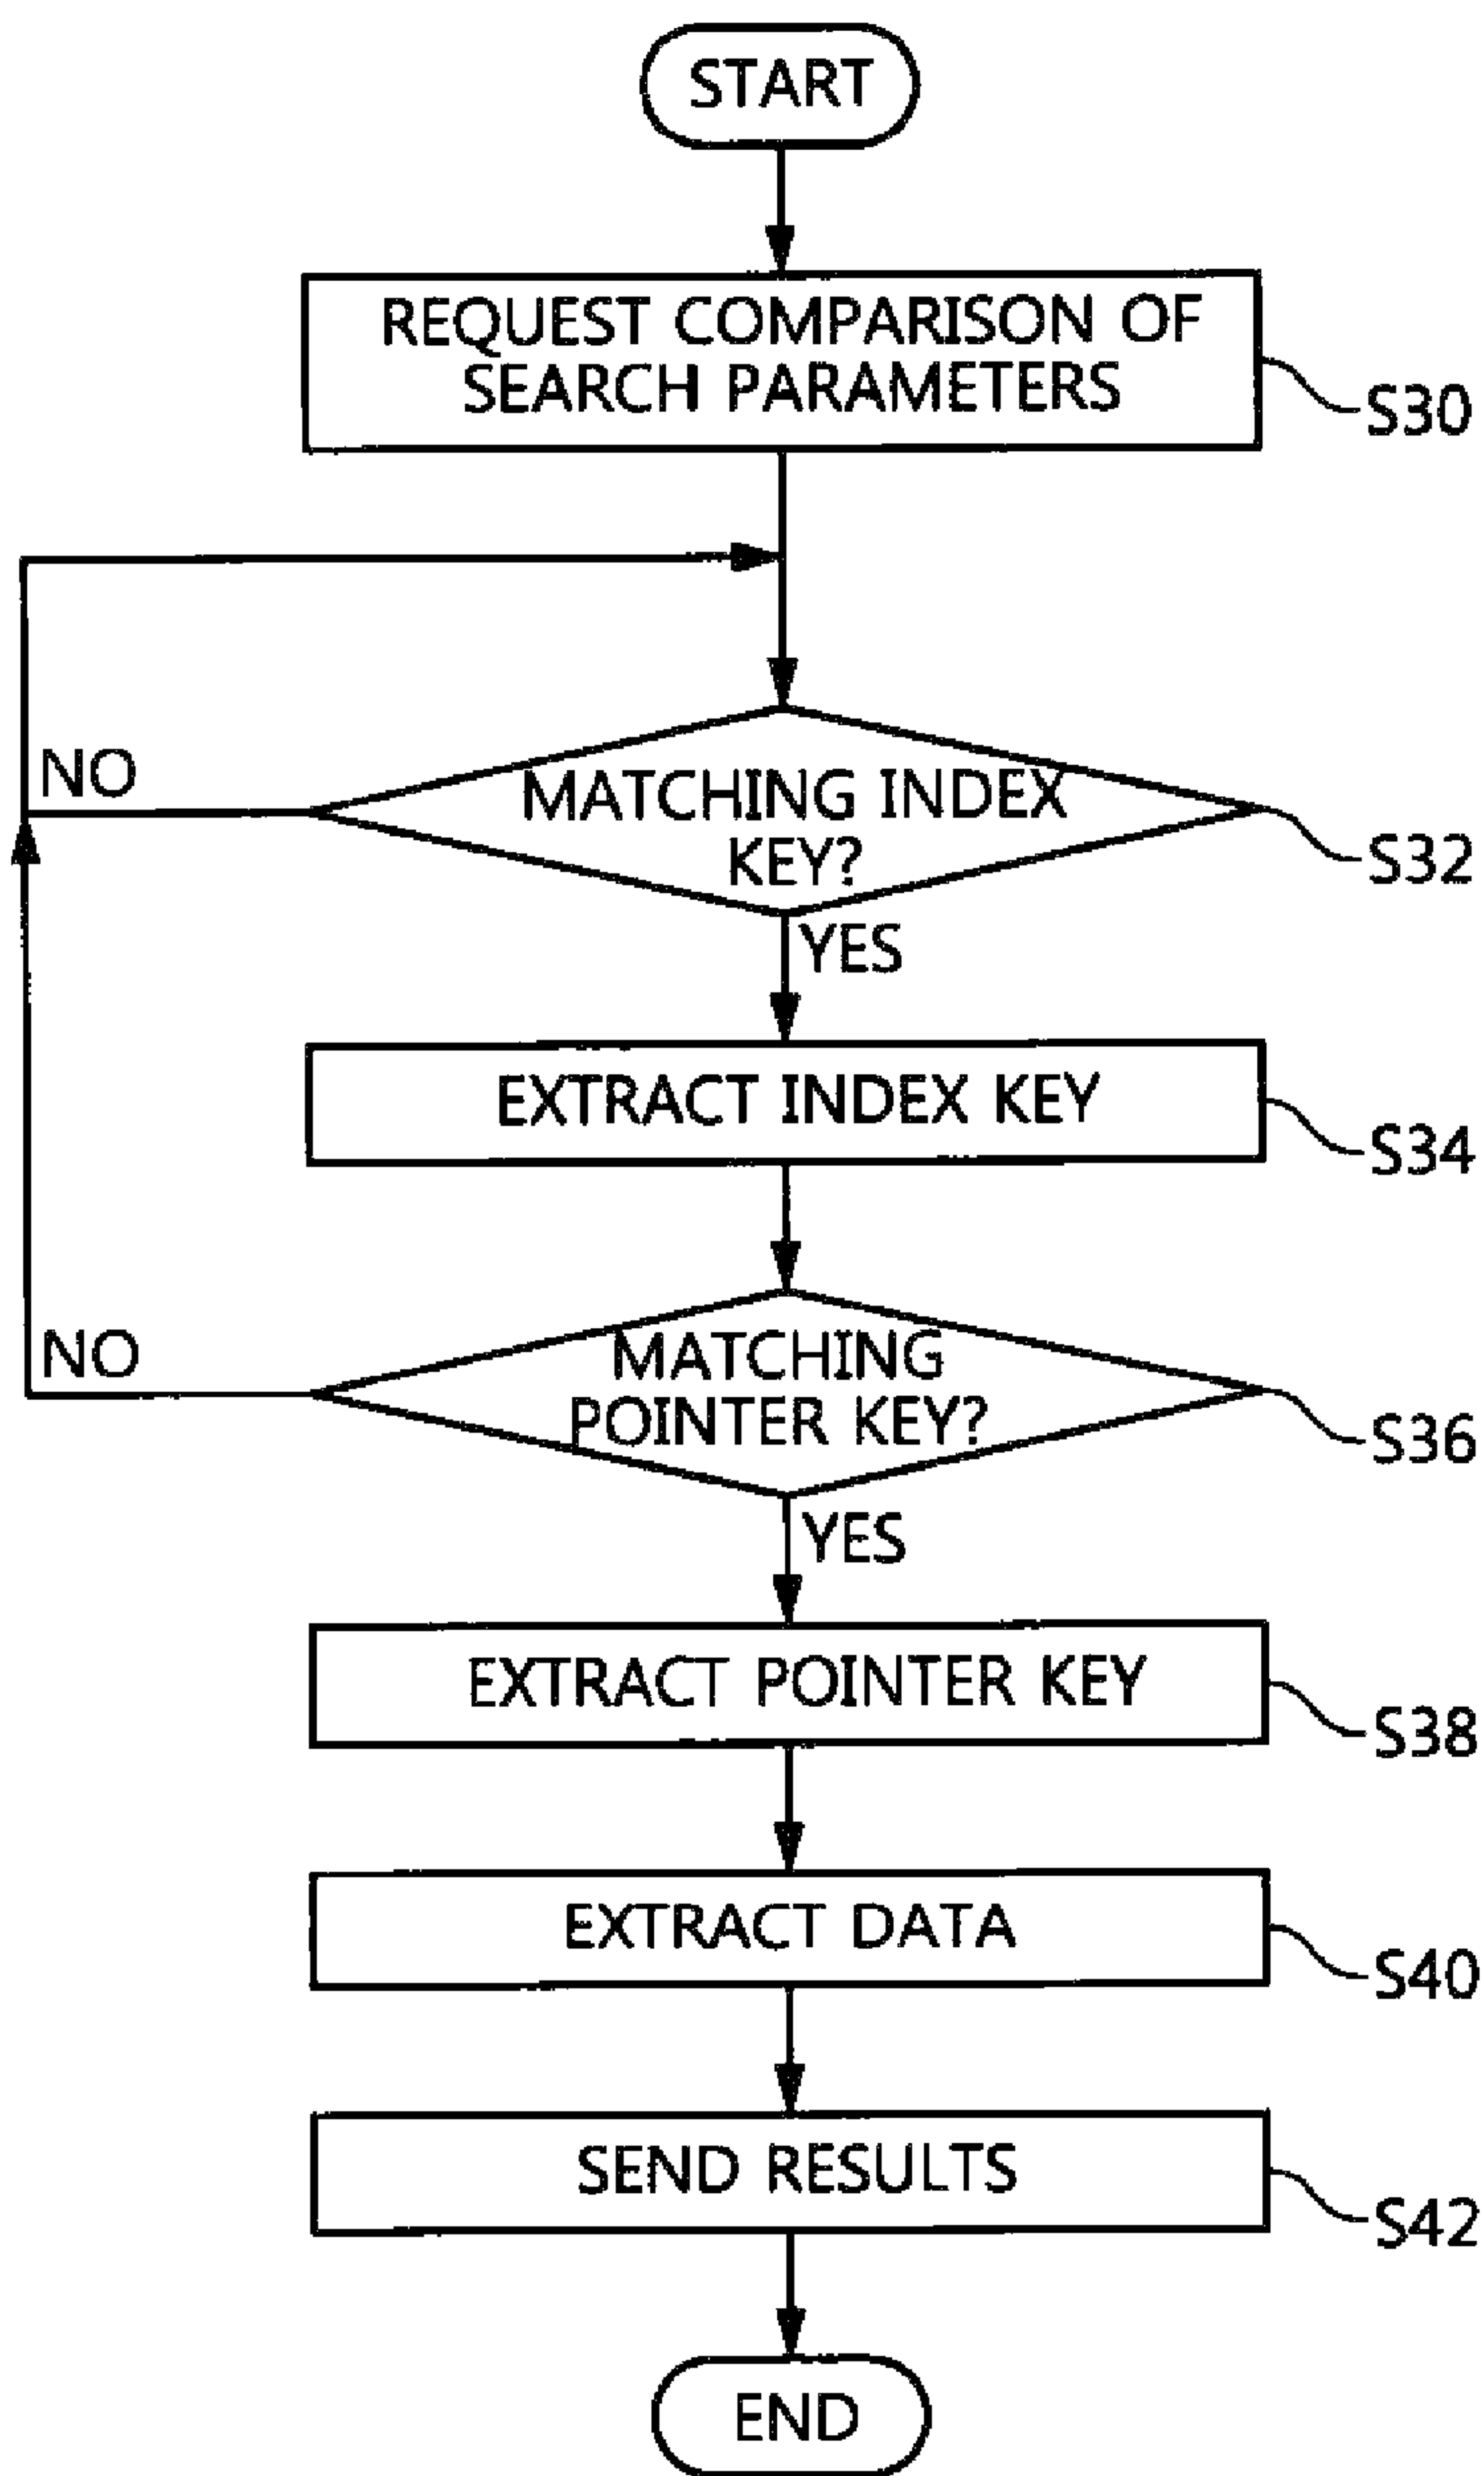 START
REQUEST COMPARISON OF
SEARCH PARAMETERS
S30
NO
MATCHING INDEX
KEY?
S32
YES
EXTRACT INDEX KEY
S34
NO
MATCHING
POINTER KEY?
S36
YES
EXTRACT POINTER KEY
S38
EXTRACT DATA
S40
SEND RESULTS
S42
END